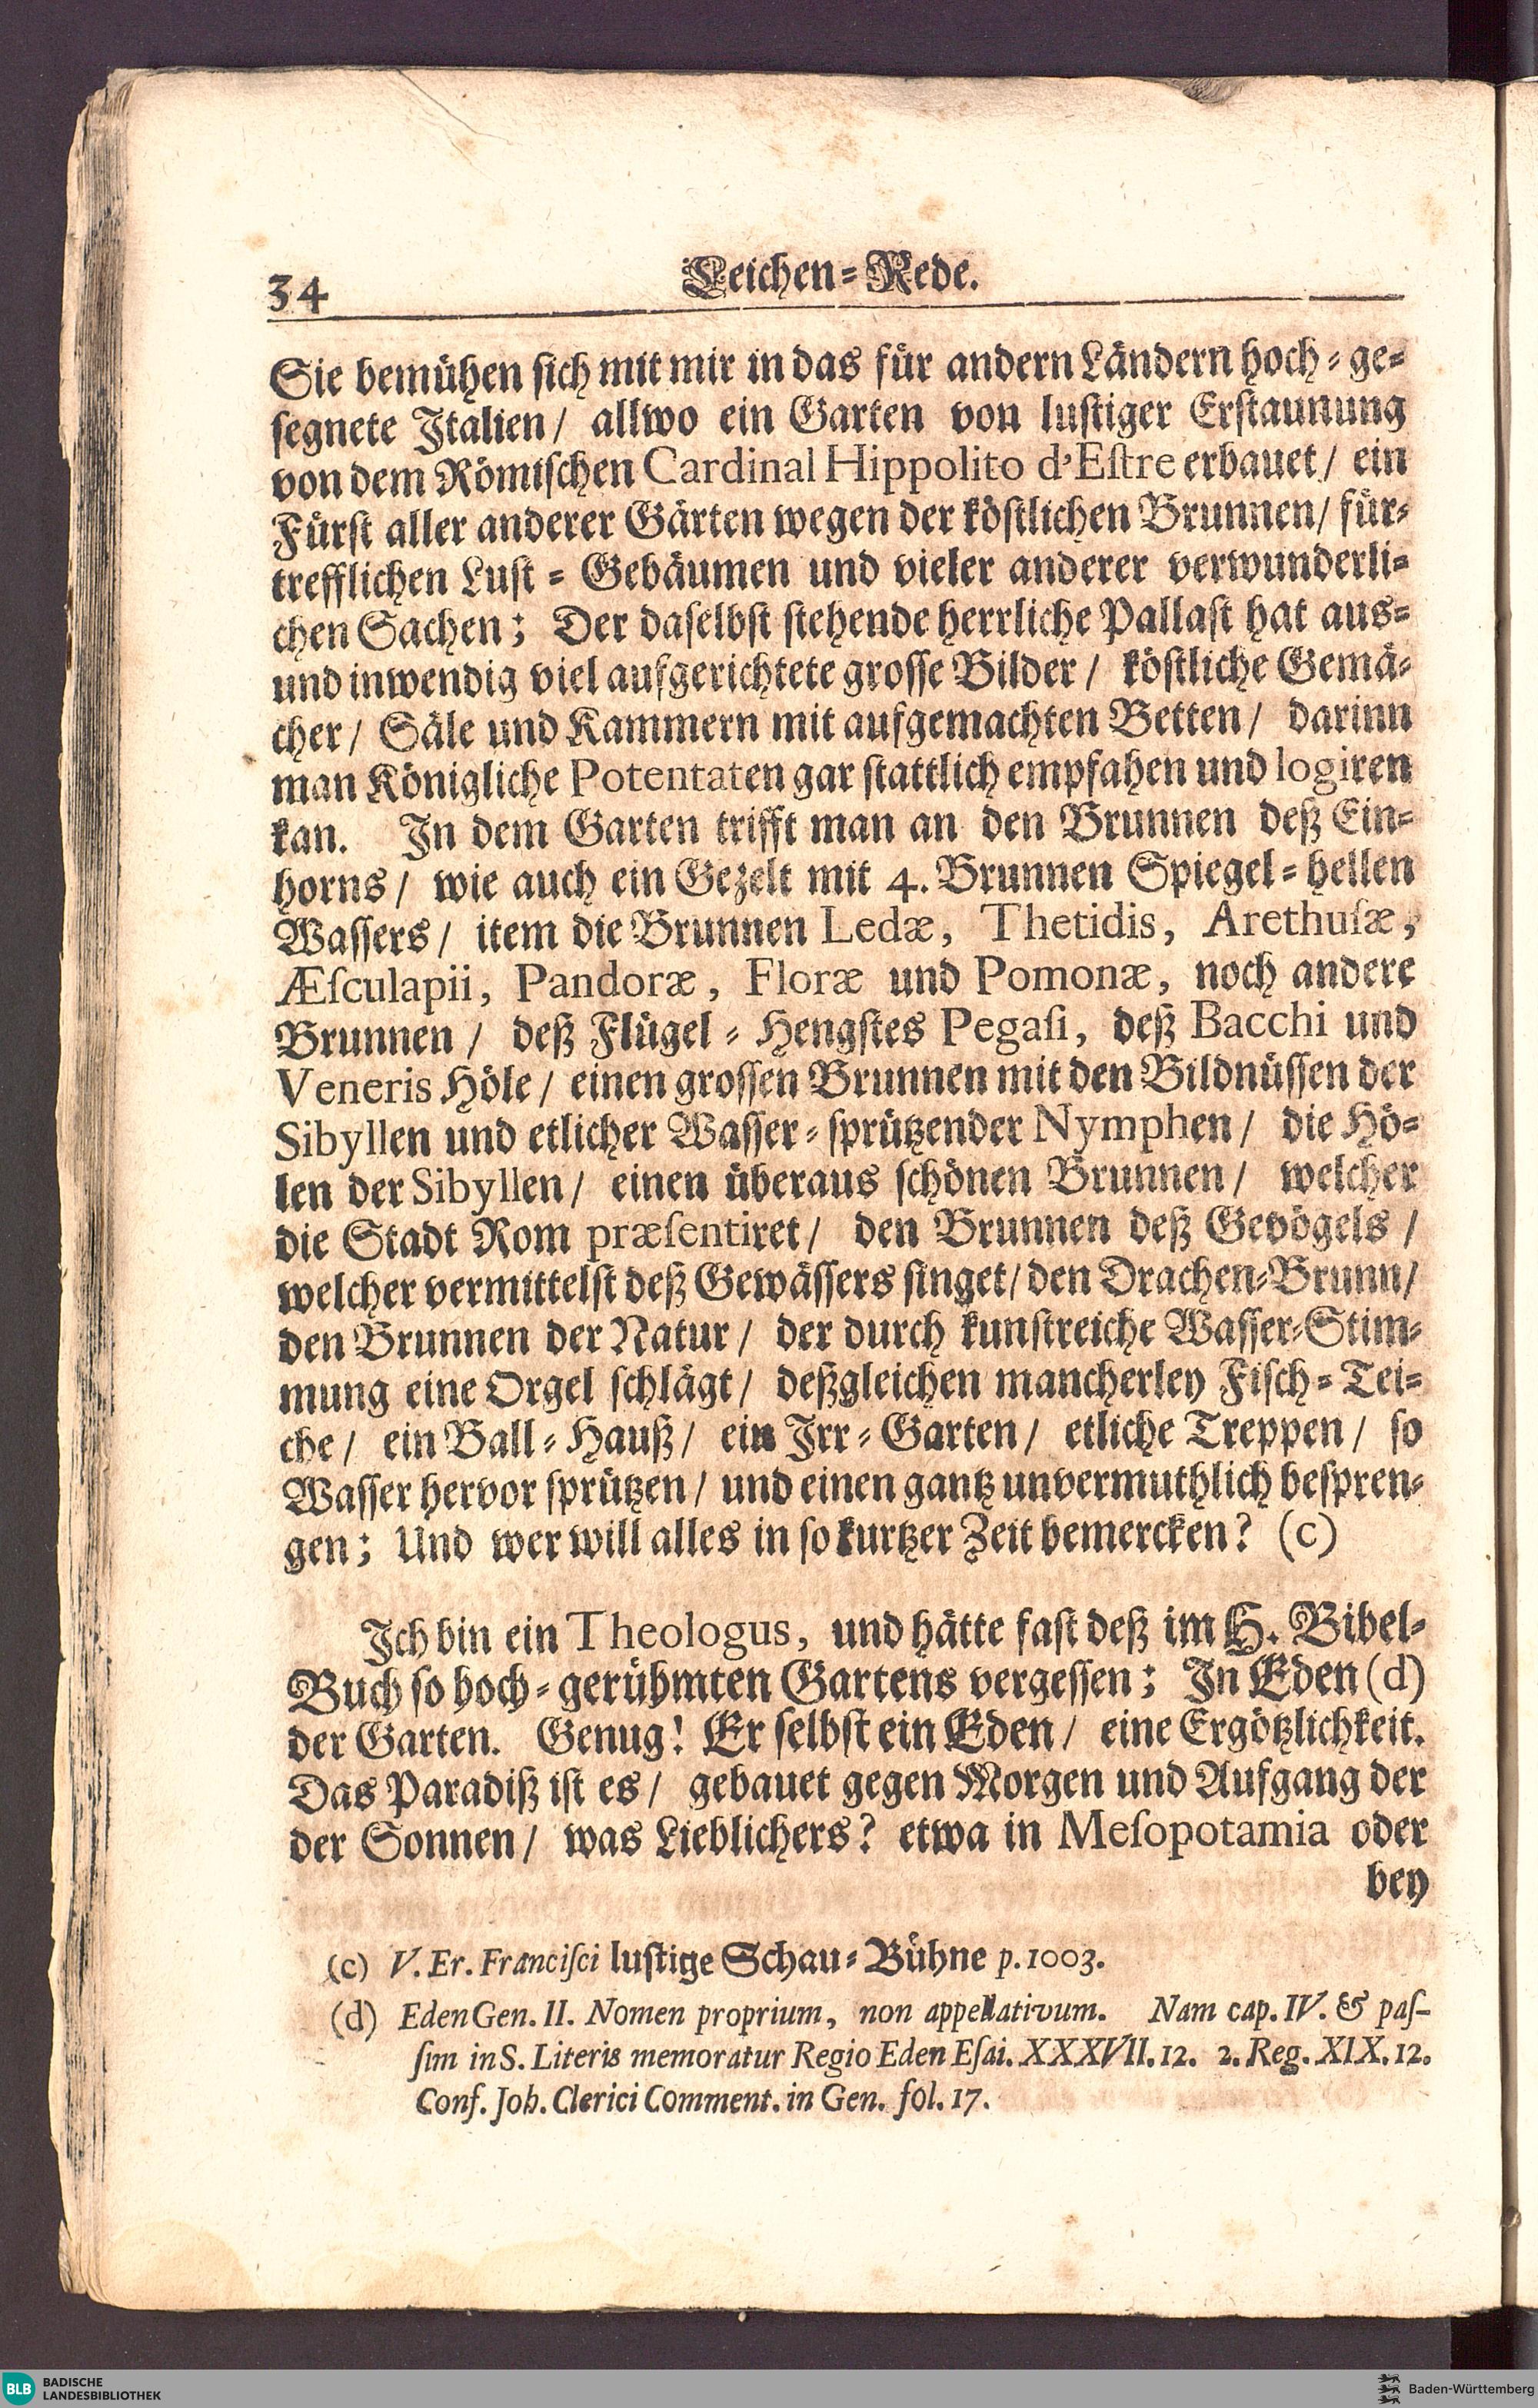 34 Leichen-Rede.
Sie bemühen sich mit mir in das für andern Ländern hoch-ge-
segnete Italien/ allwo ein Garten von lustiger Erstaunung
von dem Römischen Cardinal Hippolito d'Eſtre erbauet/ ein
Fürst aller anderer Gärten wegen der köstlichen Brunnen/ für-
trefflichen Lust-Gebäumen und vieler anderer verwunderli-
chen Sachen; Der daselbst stehende herrliche Pallast hat aus-
und inwendig viel aufgerichtete grosse Bilder/ köstliche Gemä-
cher/ Säle und Kammern mit aufgemachten Betten/ darinn
man Königliche Potentaten gar stattlich empfahen und logiren
kan. In dem Garten trifft man an den Brunnen deß Ein-
horns/ wie auch ein Gezelt mit 4. Brunnen Spiegel-hellen
Wassers/ item die Brunnen Ledæ, Thetidis, Arethuſæ,
Æſculapii, Pandoræ, Floræ und Pomonæ, noch andere
Brunnen/ deß Flügel-Hengstes Pegaſi, deß Bacchi und
Veneris Höle/ einen grossen Brunnen mit den Bildnüssen der
Sibyllen und etlicher Wasser-sprützender Nymphen/ die Hö-
len der Sibyllen/ einen überaus schönen Brunnen/ welcher
die Stadt Rom præſentiret/ den Brunnen deß Gevögels/
welcher vermittelst deß Gewässers singet/ den Drachen-Brunn/
den Brunnen der Natur/ der durch kunstreiche Wasser-Stim-
mung eine Orgel schlägt/ deßgleichen mancherley Fisch-Tei-
che/ ein Ball-Hauß/ ein Irr-Garten/ etliche Treppen/ so
Wasser hervor sprützen/ und einen gantz unvermuthlich bespren-
gen; Und wer will alles in so kurtzer Zeit bemercken? (c)
Ich bin ein Theologus, und hätte fast deß im H. Bibel-
Buch so hoch-gerühmten Gartens vergessen; In Eden (d)
der Garten. Genug! Er selbst ein Eden/ eine Ergötzlichkeit.
Das Paradiß ist es/ gebauet gegen Morgen und Aufgang der
der Sonnen/ was Lieblichers? etwa in Meſopotamia oder
bey
(c) V. Er. Franciſci lustige Schau-Bühne p. 1003.
(d) Eden Gen. II. Nomen proprium, non appellativum. Nam cap. IV. & paſ-
ſim in S. Literis memoratur Regio Eden Eſai. XXXVII. 12. 2. Reg. XIX. 12.
Conf. Joh. Clerici Comment. in Gen. fol. 17.
BLB BADISCHE
LANDESBIBLIOTHEK
Baden-Württemberg